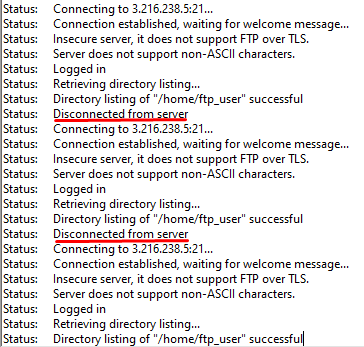 Status: Connecting to 3.216.238.5:21...
Status: Connection established, waiting for welcome message...
Status: Insecure server, it does not support FTP over TLS.
Status: Server does not support non-ASCII characters.
Status: Logged in
Status: Retrieving directory listing...
Status: Directory listing of "/home/ftp_user" successful
Status: Disconnected from server
Status: Connecting to 3.216.238.5:21...
Status: Connection established, waiting for welcome message...
Status: Insecure server, it does not support FTP over TLS.
Status: Server does not support non-ASCII characters.
Status: Logged in
Status: Retrieving directory listing...
Status: Directory listing of "/home/ftp_user" successful
Status: Disconnected from server
Status: Connecting to 3.216.238.5:21...
Status: Connection established, waiting for welcome message...
Status: Insecure server, it does not support FTP over TLS.
Status: Server does not support non-ASCII characters.
Status: Logged in
Status: Retrieving directory listing...
Status: Directory listing of "/home/ftp_user" successful